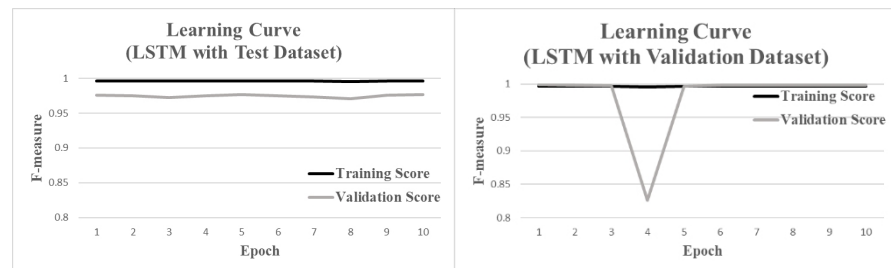 Learning Curve
(LSTM with Test Dataset)
1
0.95
0.9
0.85
0.8
F-measure
Training Score
Validation Score
1 2 3 4 5 6 7 8 9 10
Epoch
Learning Curve
(LSTM with Validation Dataset)
1
0.95
0.9
0.85
0.8
F-measure
Training Score
Validation Score
1 2 3 4 5 6 7 8 9 10
Epoch